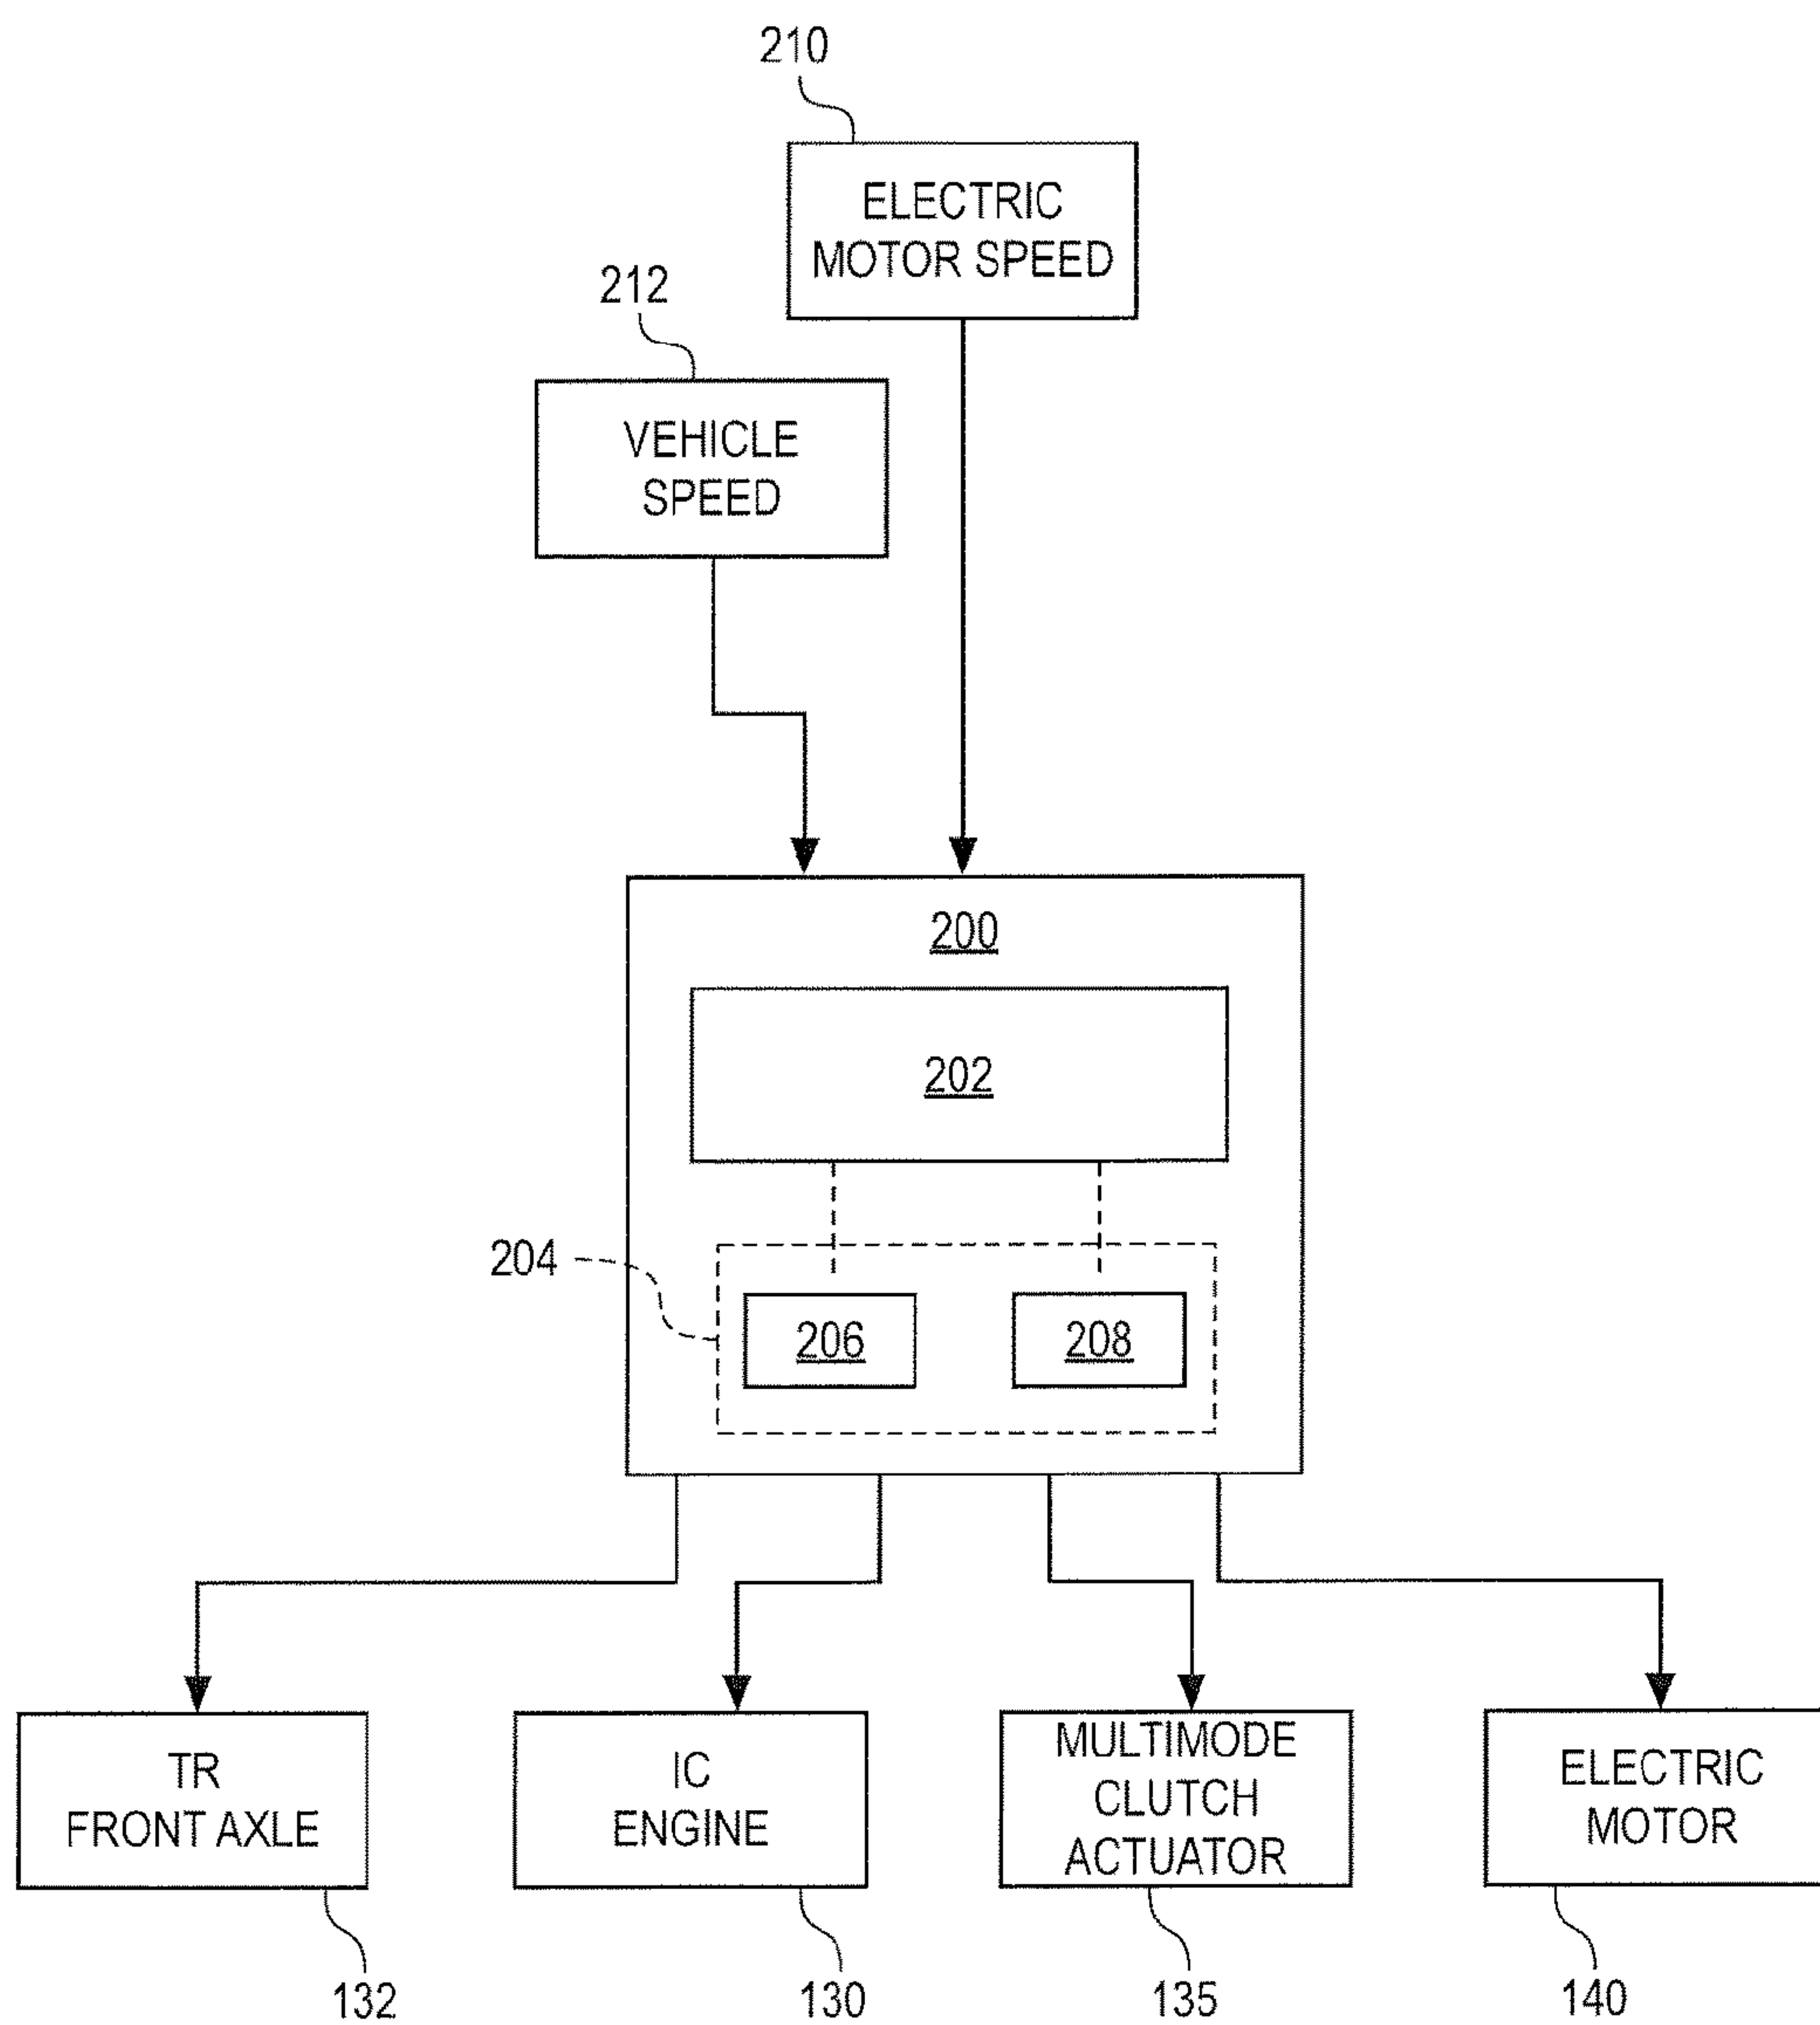 210
ELECTRIC
MOTOR SPEED
212
VEHICLE
SPEED
200
202
204
206
208
TR
FRONT AXLE
IC
ENGINE
MULTIMODE
CLUTCH
ACTUATOR
ELECTRIC
MOTOR
132
130
135
140